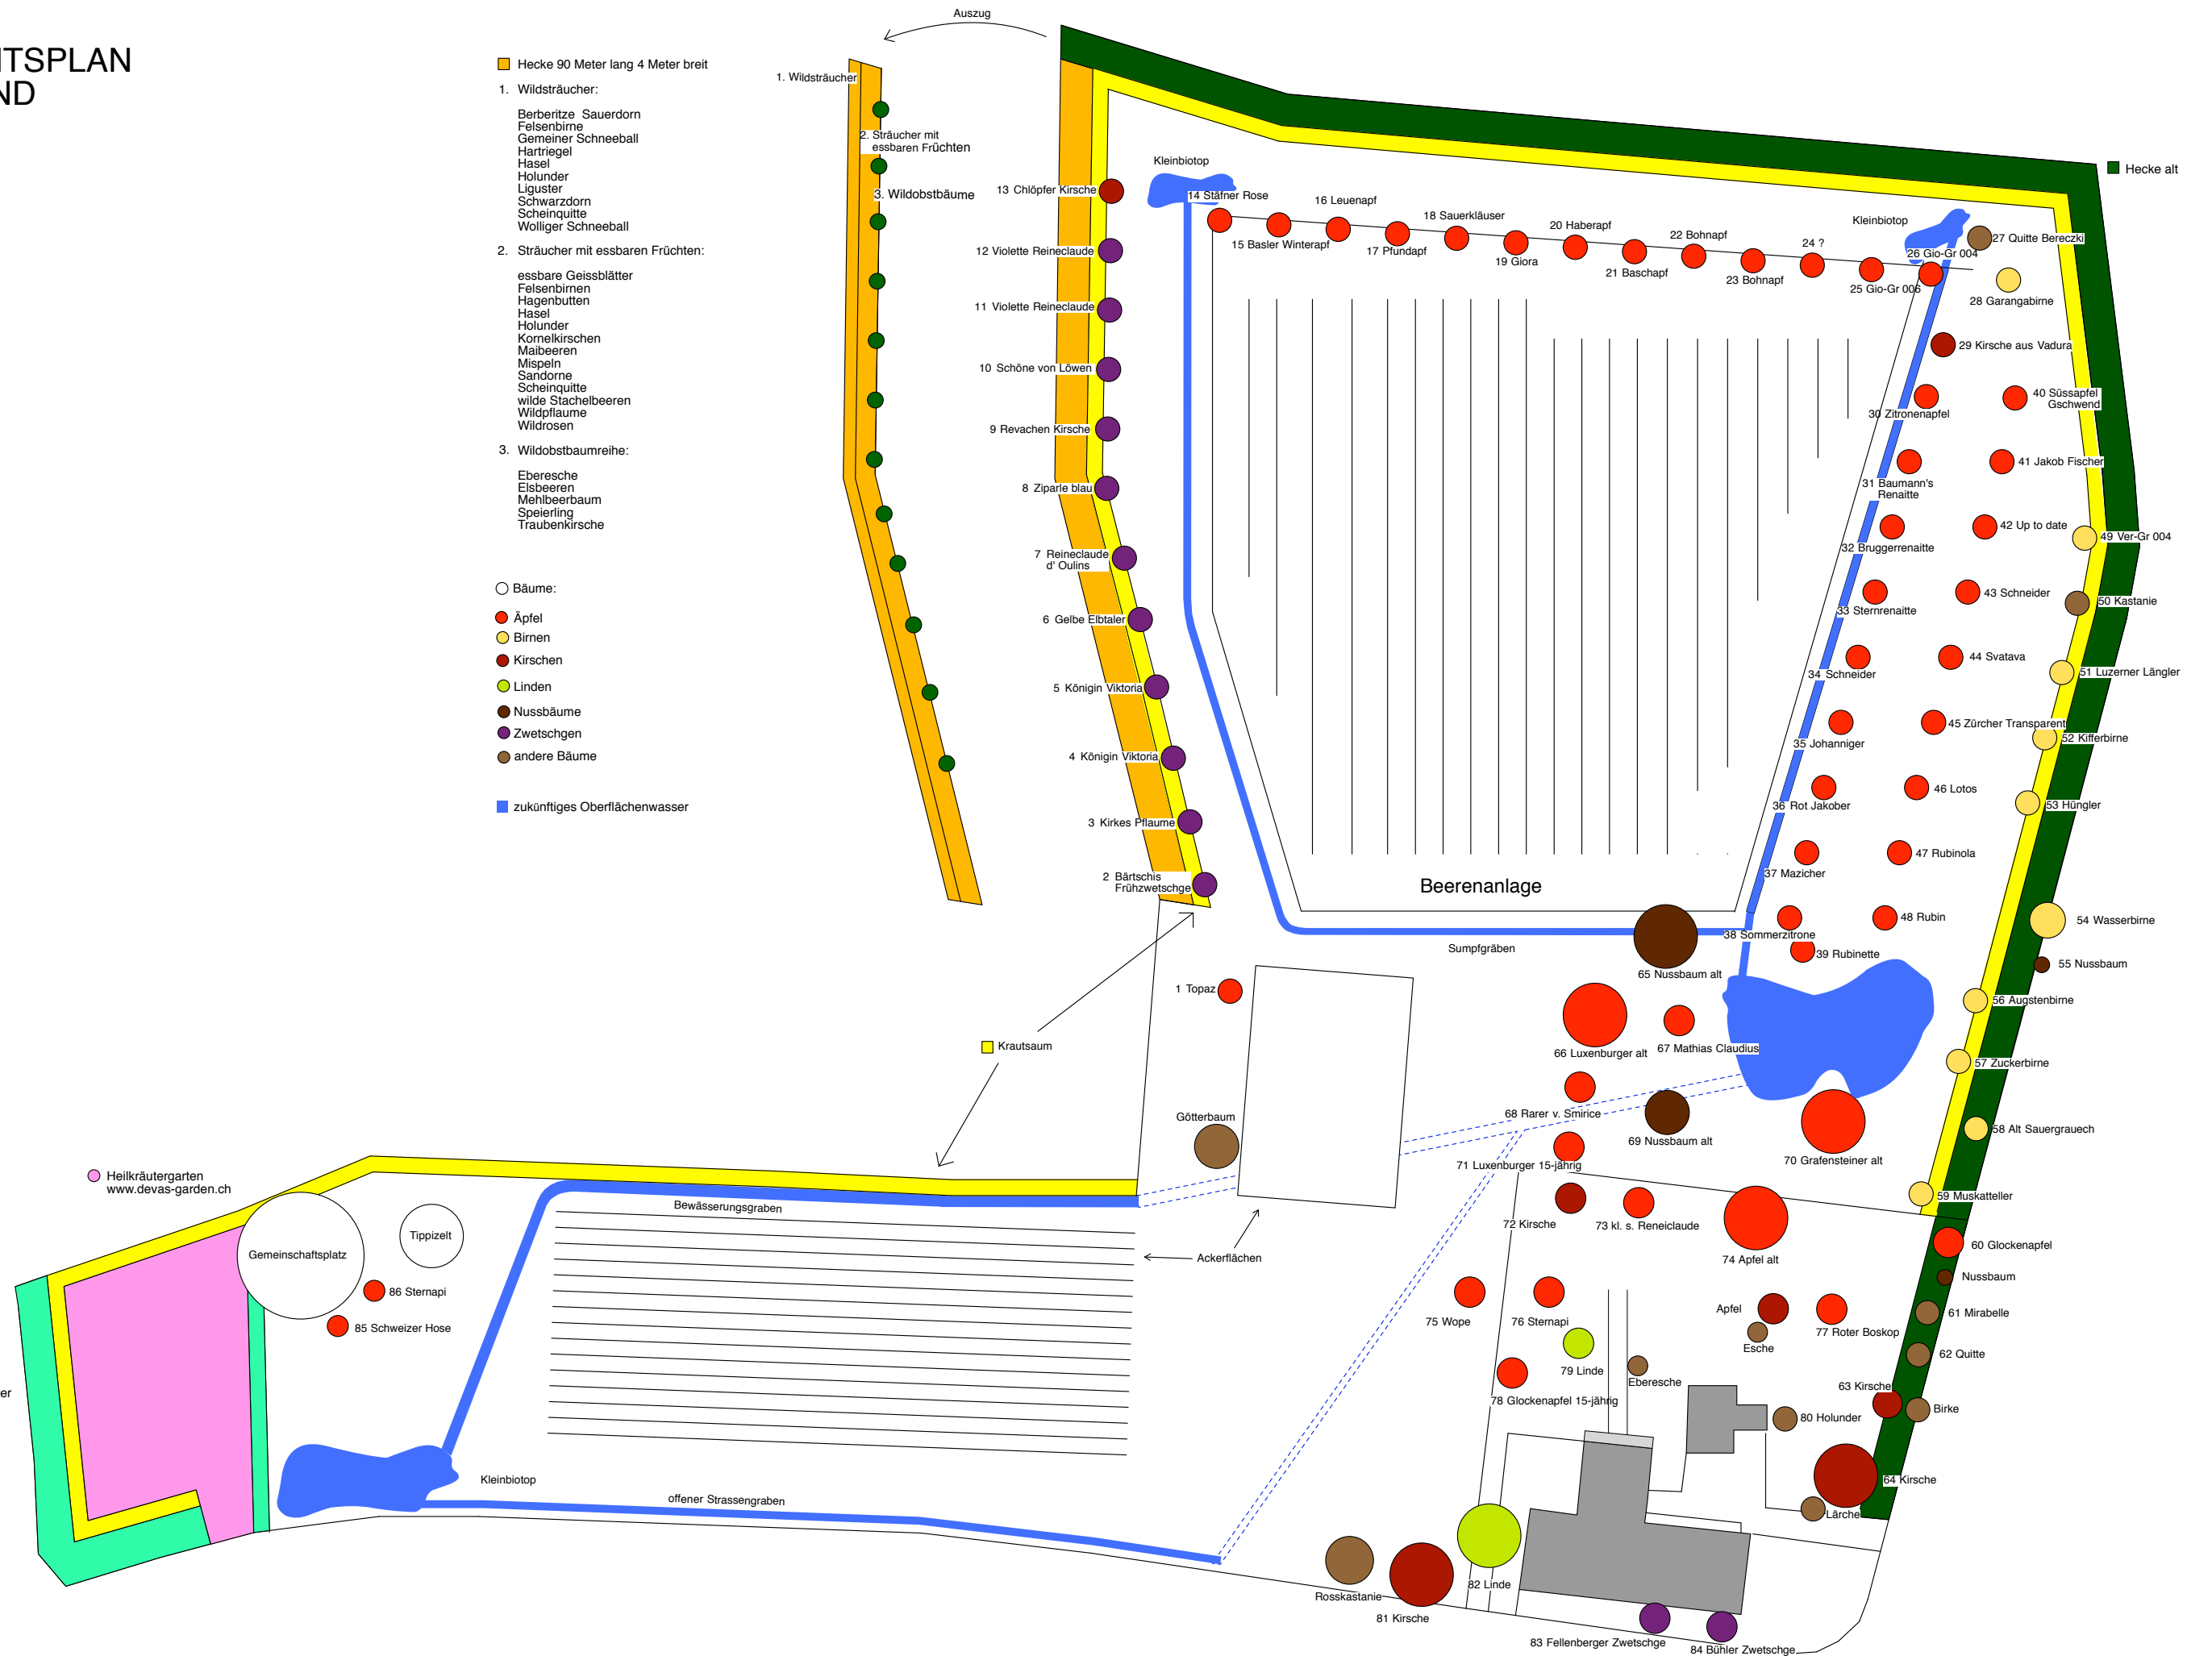 TSPLAN
ND
Auszug
Hecke 90 Meter lang 4 Meter breit
1. Wildsträucher:
Berberitze Sauerdorn
Felsenbirne
Gemeiner Schneeball
Hartriegel
Hasel
Holunder
Liguster
Schwarzdorn
Scheinquitte
Wolliger Schneeball
2. Sträucher mit essbaren Früchten:
essbare Geissblätter
Felsenbirnen
Hagenbutten
Hasel
Holunder
Kornelkirschen
Maibeeren
Mispeln
Sandorne
Scheinquitte
wilde Stachelbeeren
Wildpflaume
Wildrosen
3. Wildobstbaumreihe:
Eberesche
Elsbeeren
Mehlbeerbaum
Speierling
Traubenkirsche
Bäume:
Äpfel
Birnen
Kirschen
Linden
Nussbäume
Zwetschgen
andere Bäume
zukünftiges Oberflächenwasser
1. Wildsträucher
2. Sträucher mit
essbaren Früchten
3. Wildobstbäume
13 Chlöpfer Kirsche
12 Violette Reineclaude
11 Violette Reineclaude
10 Schöne von Löwen
9 Revachen Kirsche
8 Ziparle blau
7 Reineclaude
d' Oulins
6 Gelbe Elbtaler
5 Königin Viktoria
4 Königin Viktoria
3 Kirkes Pflaume
2 Bärtschis
Frühzwetschge
Kleinbiotop
14 Stäfner Rose
15 Basler Winterapf
16 Leuenapf
17 Pfundapf
18 Sauerkläuser
19 Giora
20 Haberapf
21 Baschapf
22 Bohnapf
23 Bohnapf
24 ?
25 Gio-Gr 006
Kleinbiotop
26 Gio-Gr 004
27 Quitte Bereczki
28 Garangabirne
Hecke alt
29 Kirsche aus Vadura
30 Zitronenapfel
31 Baumann's
Renaitte
32 Bruggerrenaitte
33 Sternrenaitte
34 Schneider
35 Johanniger
36 Rot Jakober
37 Mazicher
38 Sommerzitrone
39 Rubinette
40 Süssapfel
Gschwend
41 Jakob Fischer
42 Up to date
43 Schneider
44 Svatava
45 Zürcher Transparent
46 Lotos
47 Rubinola
48 Rubin
49 Ver-Gr 004
50 Kastanie
51 Luzerner Längler
52 Kifferbirne
53 Hüngler
54 Wasserbirne
55 Nussbaum
56 Augstenbirne
57 Zuckerbirne
58 Alt Sauergrauech
59 Muskatteller
60 Glockenapfel
Nussbaum
61 Mirabelle
62 Quitte
63 Kirsche
Birke
64 Kirsche
Lärche
Beerenanlage
Sumpfgräben
65 Nussbaum alt
66 Luxenburger alt
67 Mathias Claudius
68 Rarer v. Smirice
69 Nussbaum alt
70 Grafensteiner alt
71 Luxenburger 15-jährig
72 Kirsche
73 kl. s. Reneiclaude
74 Apfel alt
75 Wope
76 Sternapi
Apfel
Esche
77 Roter Boskop
79 Linde
Eberesche
78 Glockenapfel 15-jährig
80 Holunder
1 Topaz
Krautsaum
Götterbaum
Ackerflächen
Heilkräutergarten
www.devas-garden.ch
Gemeinschaftsplatz
Tippizelt
Bewässerungsgraben
86 Sternapi
85 Schweizer Hose
er
Kleinbiotop
offener Strassengraben
Rosskastanie
81 Kirsche
82 Linde
83 Fellenberger Zwetschge
84 Bühler Zwetschge